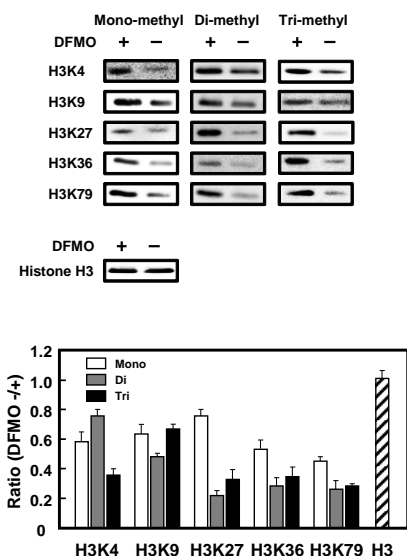 Mono-methyl Di-methyl Tri-methyl
DFMO + − + − + −
H3K4
H3K9
H3K27
H3K36
H3K79
DFMO + −
Histone H3
1.2
1.0
0.8
0.6
0.4
0.2
0
Ratio (DFMO -/+)
Mono
Di
Tri
H3K4 H3K9 H3K27 H3K36 H3K79 H3